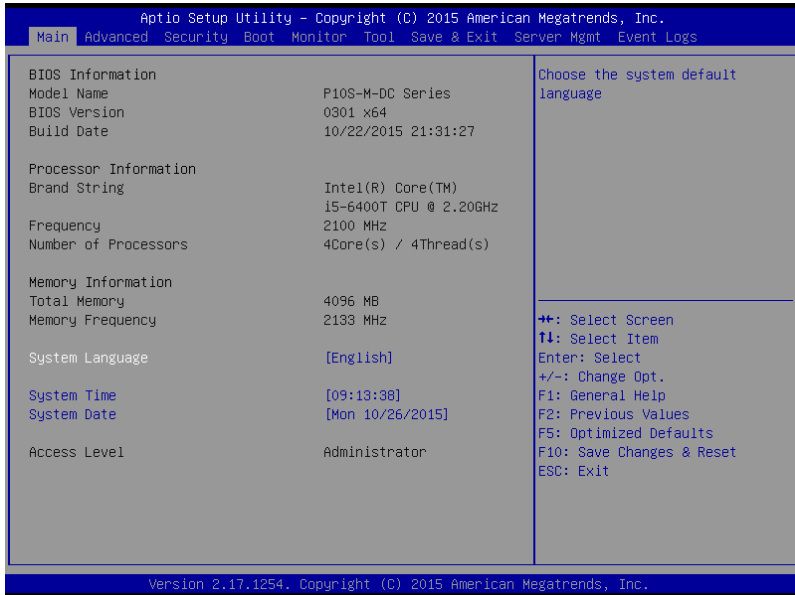 Aptio Setup Utility – Copyright (C) 2015 American Megatrends, Inc.
Main Advanced Security Boot Monitor Tool Save & Exit Server Mgmt Event Logs
BIOS Information
Model Name P10S-M-DC Series
BIOS Version 0301 x64
Build Date 10/22/2015 21:31:27
Processor Information
Brand String Intel(R) Core(TM)
i5-6400T CPU @ 2.20GHz
Frequency 2100 MHz
Number of Processors 4Core(s) / 4Thread(s)
Memory Information
Total Memory 4096 MB
Memory Frequency 2133 MHz
System Language [English]
System Time [09:13:38]
System Date [Mon 10/26/2015]
Access Level Administrator
Choose the system default
language
→←: Select Screen
↑↓: Select Item
Enter: Select
+/-: Change Opt.
F1: General Help
F2: Previous Values
F5: Optimized Defaults
F10: Save Changes & Reset
ESC: Exit
Version 2.17.1254. Copyright (C) 2015 American Megatrends, Inc.